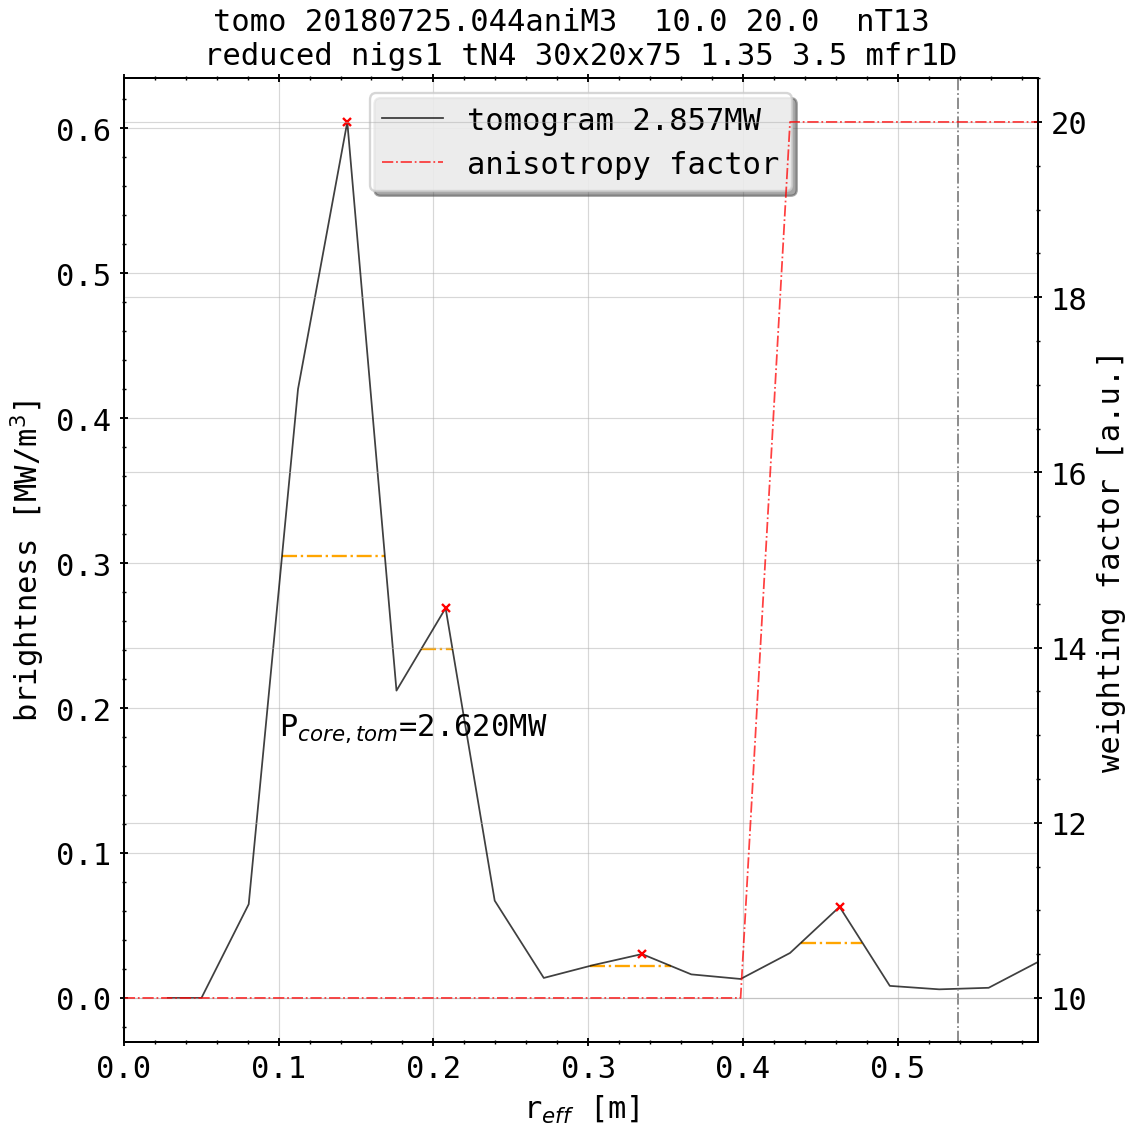 tomo 20180725.044aniM3  10.0 20.0  nT13
reduced nigs1 tN4 30x20x75 1.35 3.5 mfr1D
tomogram 2.857MW
anisotropy factor
0.6
0.5
0.4
0.3
0.2
0.1
0.0
brightness [MW/m³]
P_core,tom=2.620MW
20
18
16
14
12
10
weighting factor [a.u.]
0.0 0.1 0.2 0.3 0.4 0.5
r_eff [m]